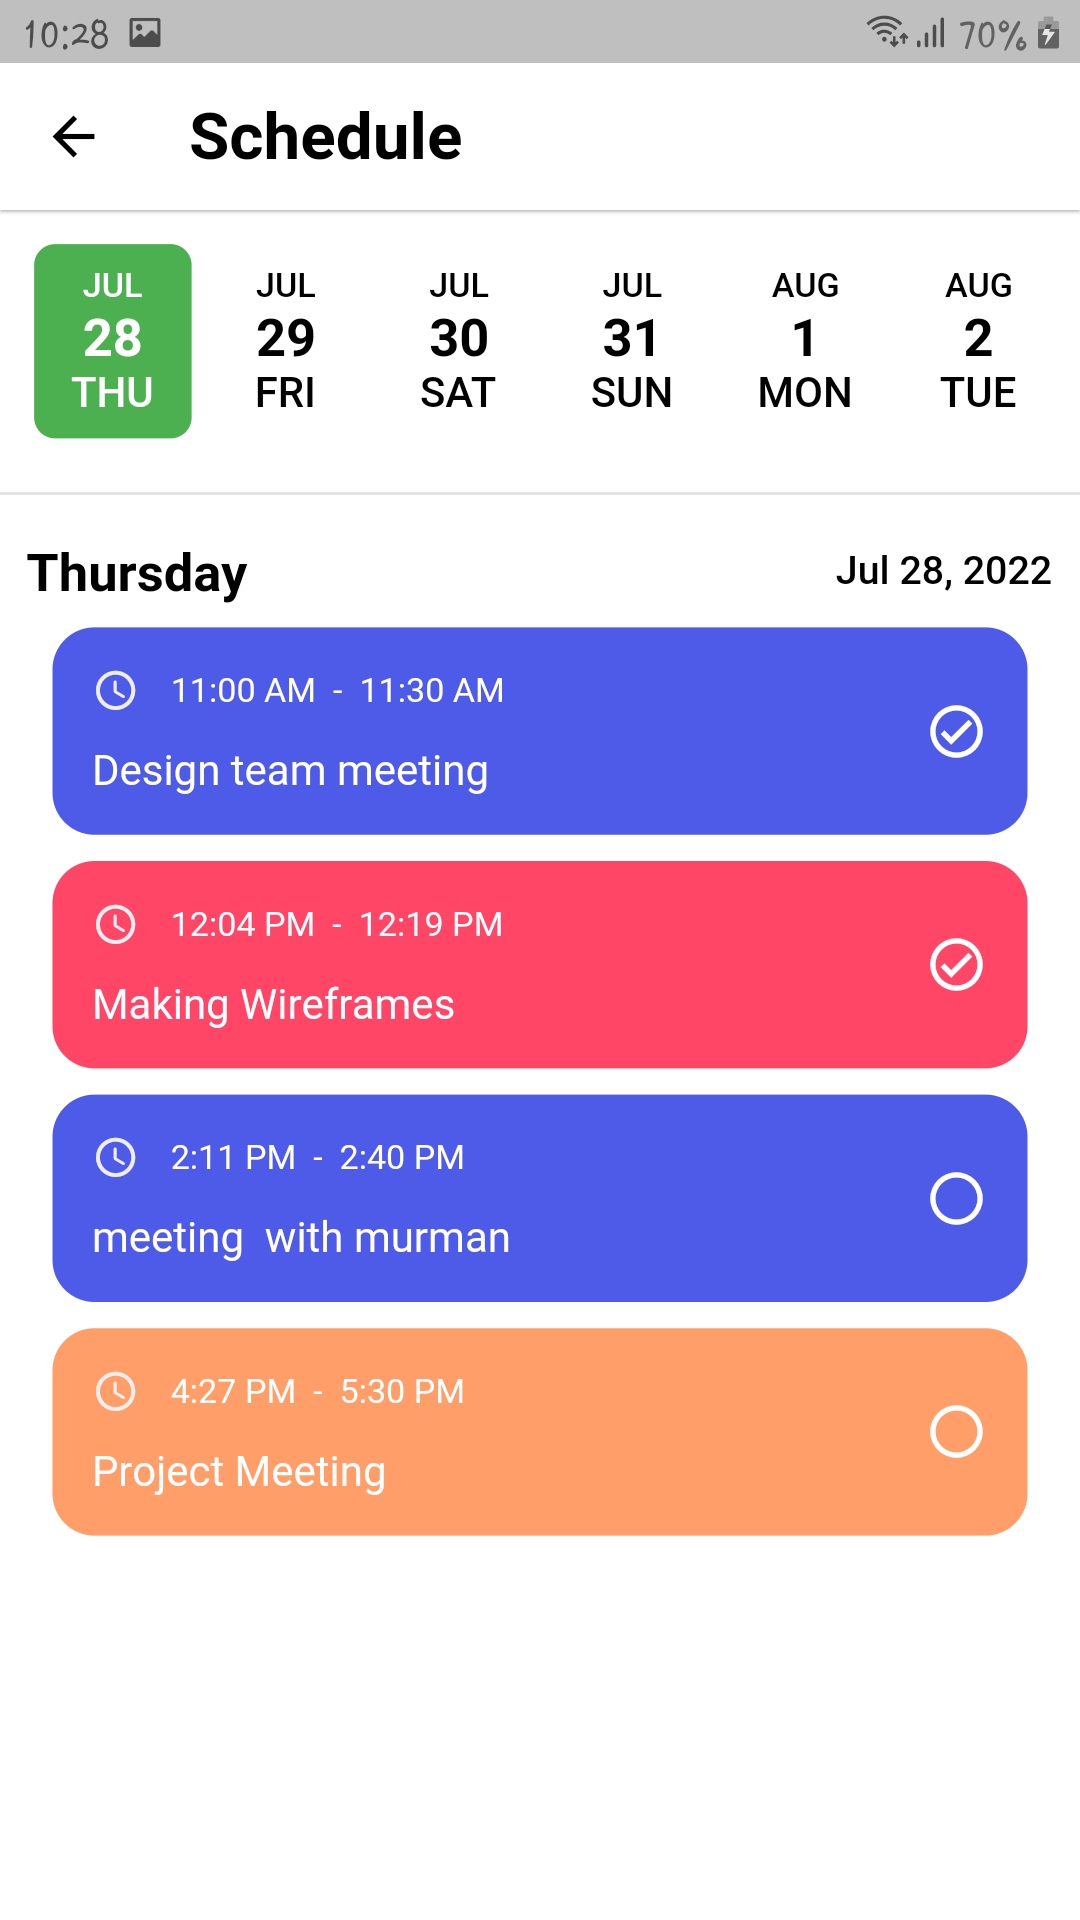 10:28 70%
Schedule
JUL JUL JUL JUL AUG AUG
28 29 30 31 1 2
THU FRI SAT SUN MON TUE
Thursday Jul 28, 2022
11:00 AM - 11:30 AM
Design team meeting
12:04 PM - 12:19 PM
Making Wireframes
2:11 PM - 2:40 PM
meeting  with murman
4:27 PM - 5:30 PM
Project Meeting